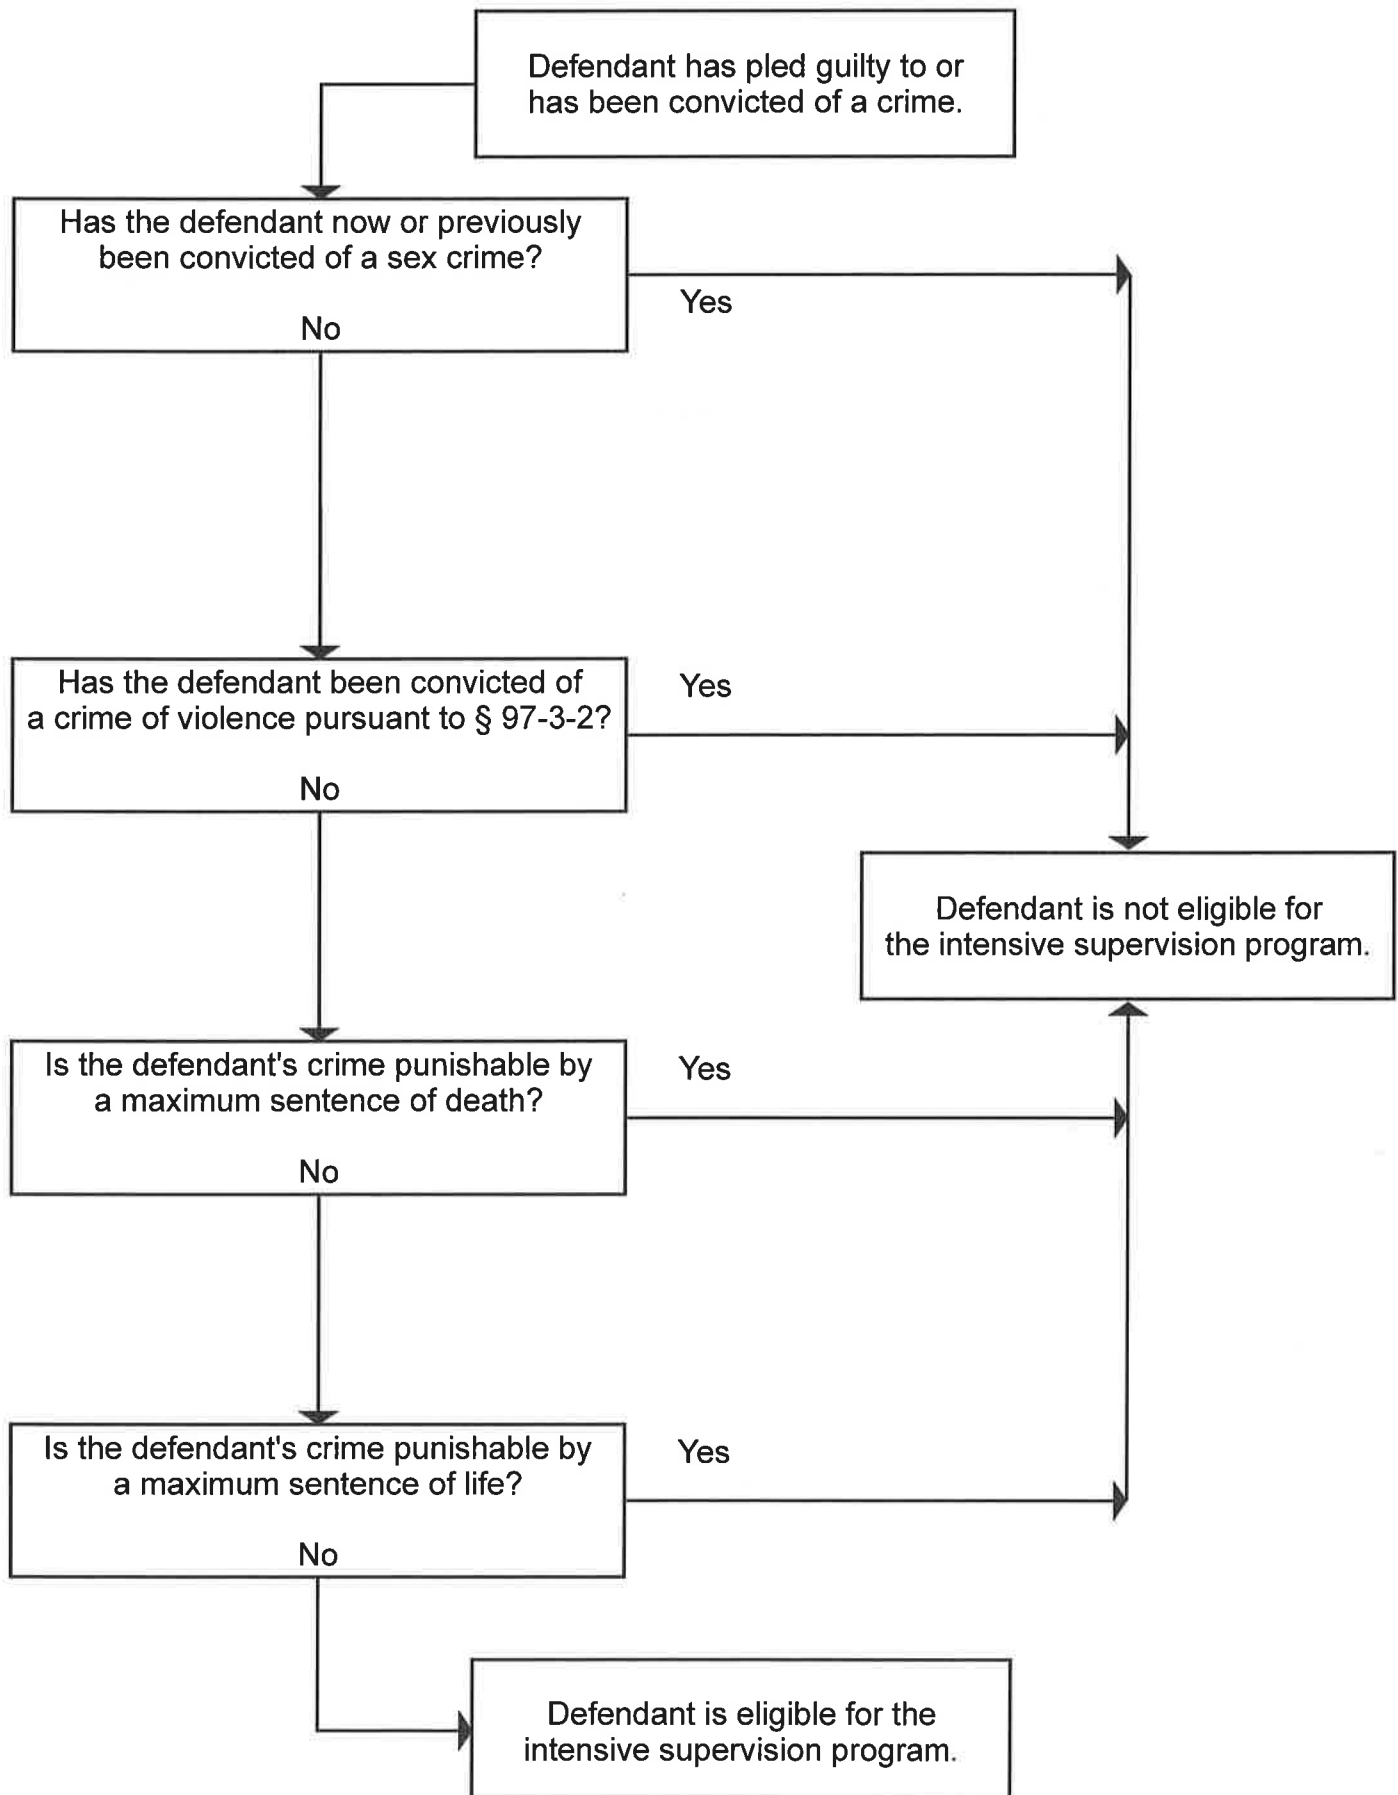 Defendant has pled guilty to or
has been convicted of a crime.
Has the defendant now or previously
been convicted of a sex crime?
No
Yes
Has the defendant been convicted of
a crime of violence pursuant to § 97-3-2?
No
Yes
Defendant is not eligible for
the intensive supervision program.
Is the defendant's crime punishable by
a maximum sentence of death?
No
Yes
Is the defendant's crime punishable by
a maximum sentence of life?
No
Yes
Defendant is eligible for the
intensive supervision program.